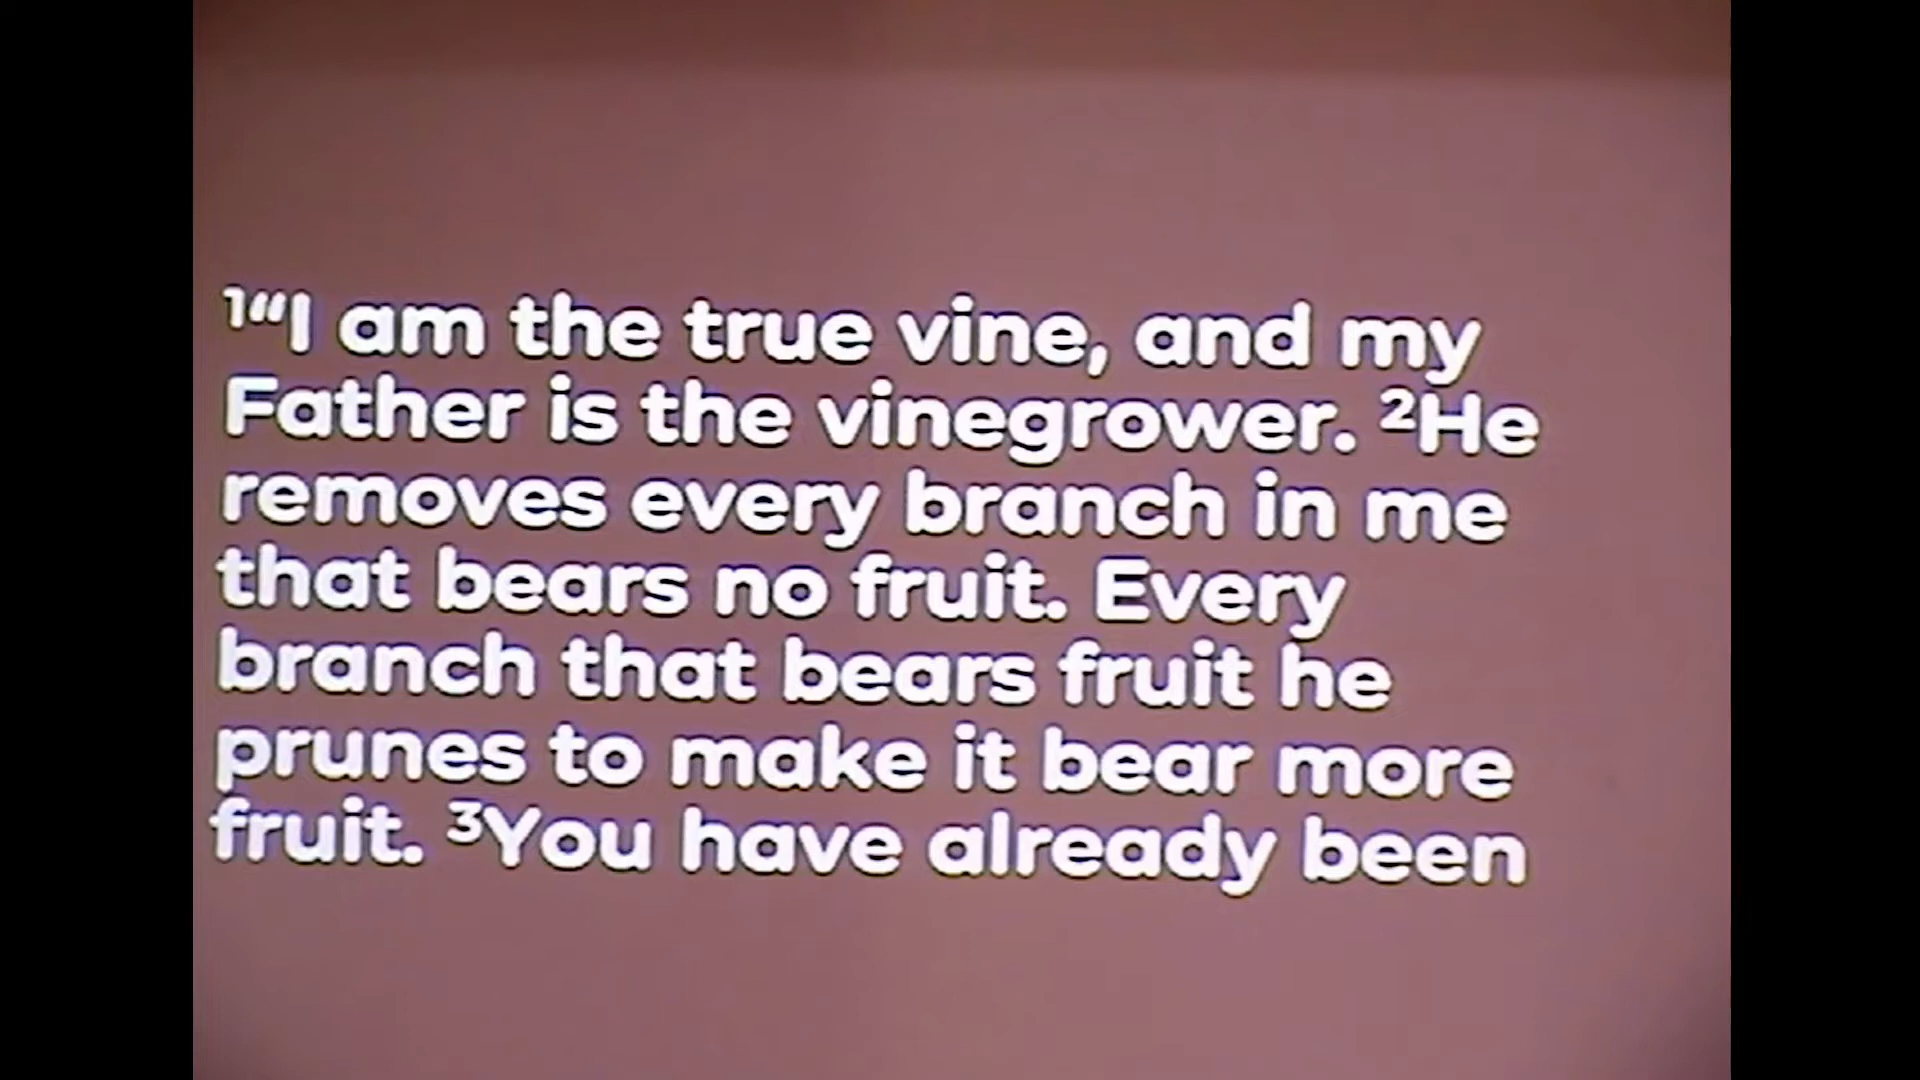 ¹“I am the true vine, and my
Father is the vinegrower. ²He
removes every branch in me
that bears no fruit. Every
branch that bears fruit he
prunes to make it bear more
fruit. ³You have already been